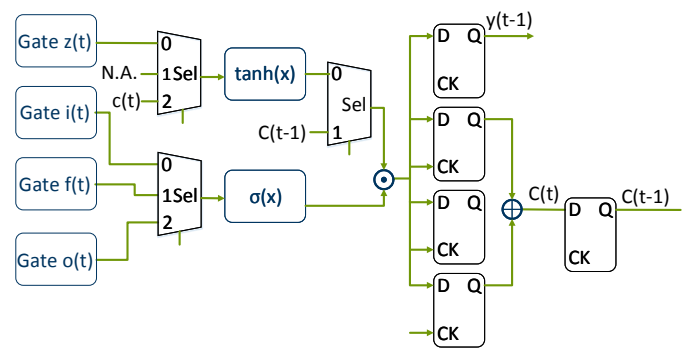 Gate z(t)
Gate i(t)
Gate f(t)
Gate o(t)
N.A.
c(t)
0
1Sel
2
0
1Sel
2
tanh(x)
σ(x)
0
Sel
1
C(t-1)
D Q
CK
y(t-1)
D Q
CK
D Q
CK
D Q
CK
C(t)
D Q
CK
C(t-1)